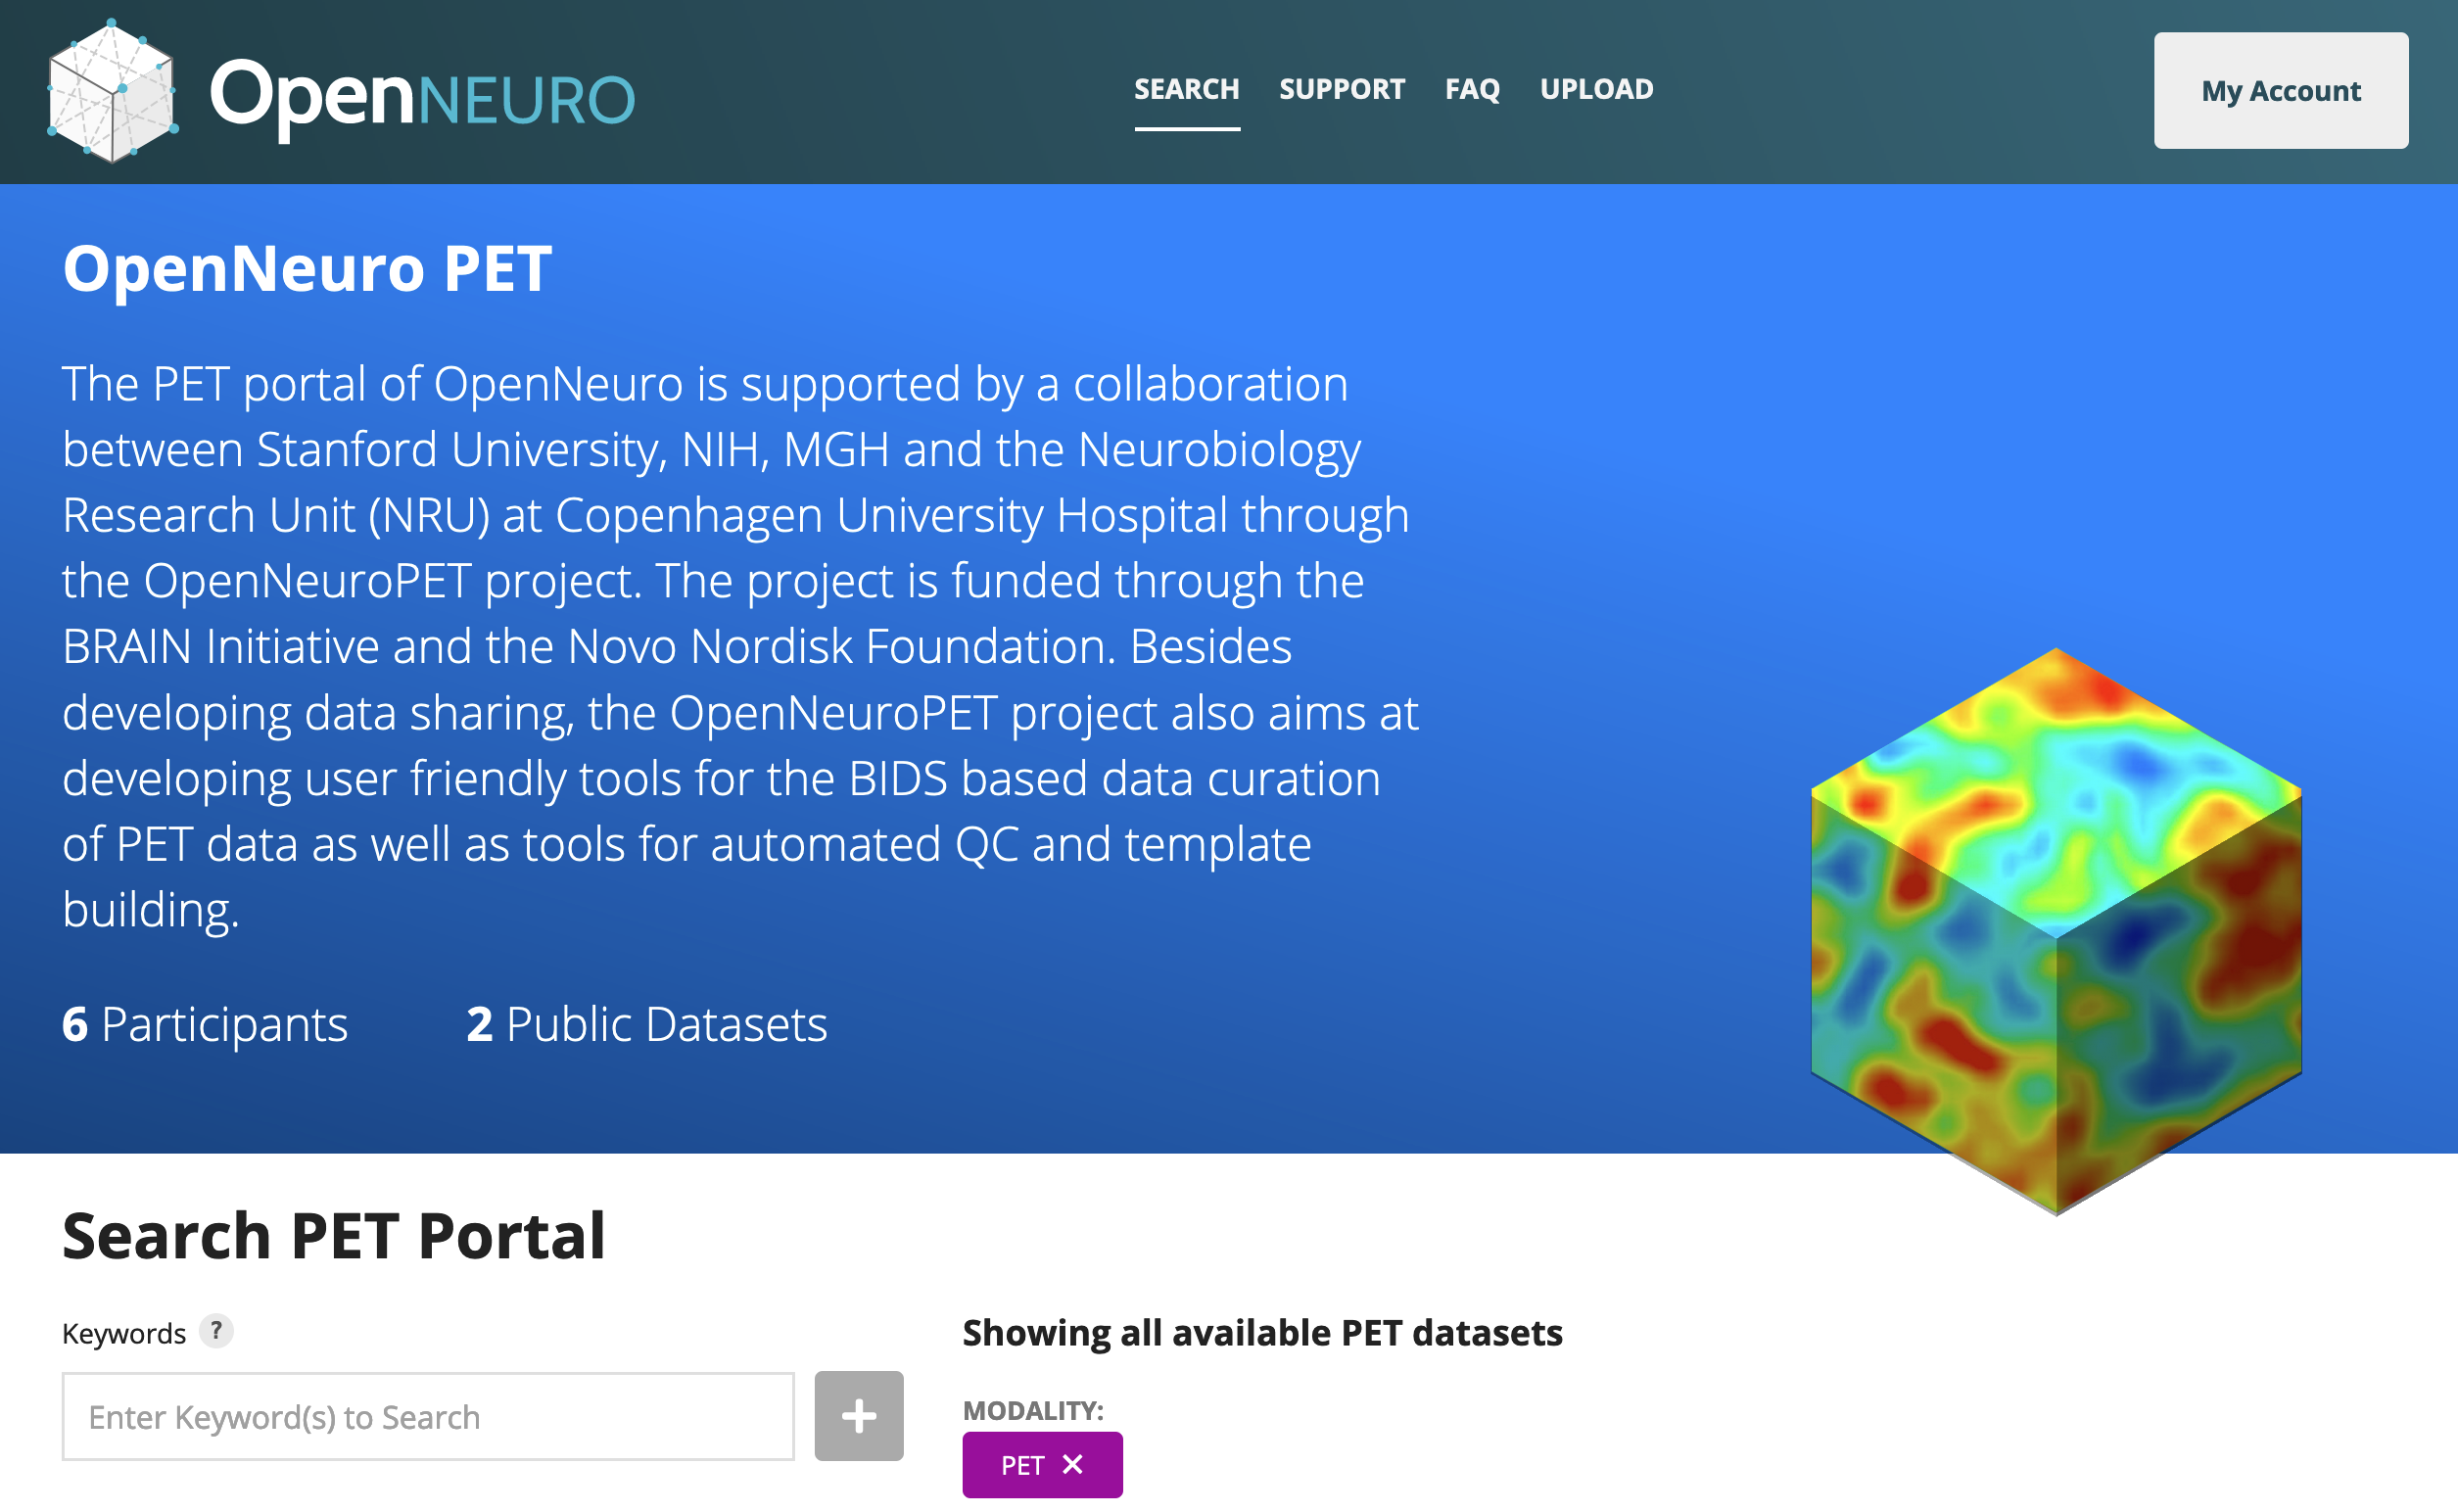 OpenNEURO
SEARCH SUPPORT FAQ UPLOAD
My Account
OpenNeuro PET
The PET portal of OpenNeuro is supported by a collaboration
between Stanford University, NIH, MGH and the Neurobiology
Research Unit (NRU) at Copenhagen University Hospital through
the OpenNeuroPET project. The project is funded through the
BRAIN Initiative and the Novo Nordisk Foundation. Besides
developing data sharing, the OpenNeuroPET project also aims at
developing user friendly tools for the BIDS based data curation
of PET data as well as tools for automated QC and template
building.
6 Participants 2 Public Datasets
Search PET Portal
Keywords ?
Enter Keyword(s) to Search
Showing all available PET datasets
MODALITY:
PET